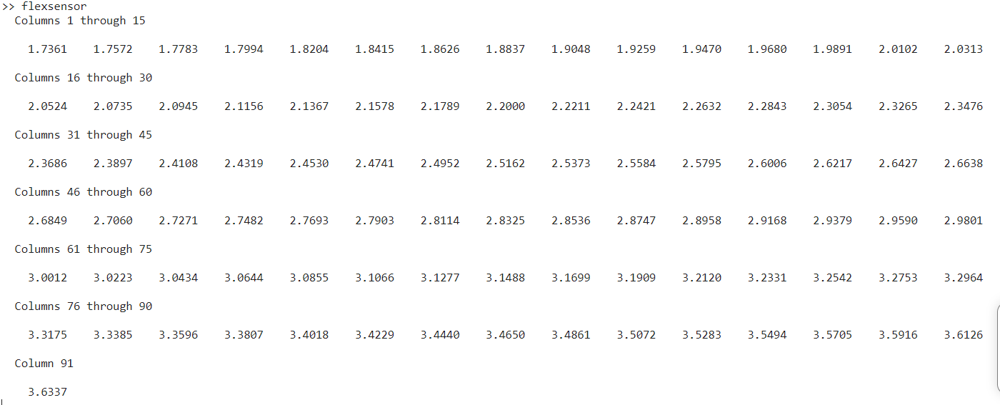 >> flexsensor
Columns 1 through 15
1.7361 1.7572 1.7783 1.7994 1.8204 1.8415 1.8626 1.8837 1.9048 1.9259 1.9470 1.9680 1.9891 2.0102 2.0313
Columns 16 through 30
2.0524 2.0735 2.0945 2.1156 2.1367 2.1578 2.1789 2.2000 2.2211 2.2421 2.2632 2.2843 2.3054 2.3265 2.3476
Columns 31 through 45
2.3686 2.3897 2.4108 2.4319 2.4530 2.4741 2.4952 2.5162 2.5373 2.5584 2.5795 2.6006 2.6217 2.6427 2.6638
Columns 46 through 60
2.6849 2.7060 2.7271 2.7482 2.7693 2.7903 2.8114 2.8325 2.8536 2.8747 2.8958 2.9168 2.9379 2.9590 2.9801
Columns 61 through 75
3.0012 3.0223 3.0434 3.0644 3.0855 3.1066 3.1277 3.1488 3.1699 3.1909 3.2120 3.2331 3.2542 3.2753 3.2964
Columns 76 through 90
3.3175 3.3385 3.3596 3.3807 3.4018 3.4229 3.4440 3.4650 3.4861 3.5072 3.5283 3.5494 3.5705 3.5916 3.6126
Column 91
3.6337